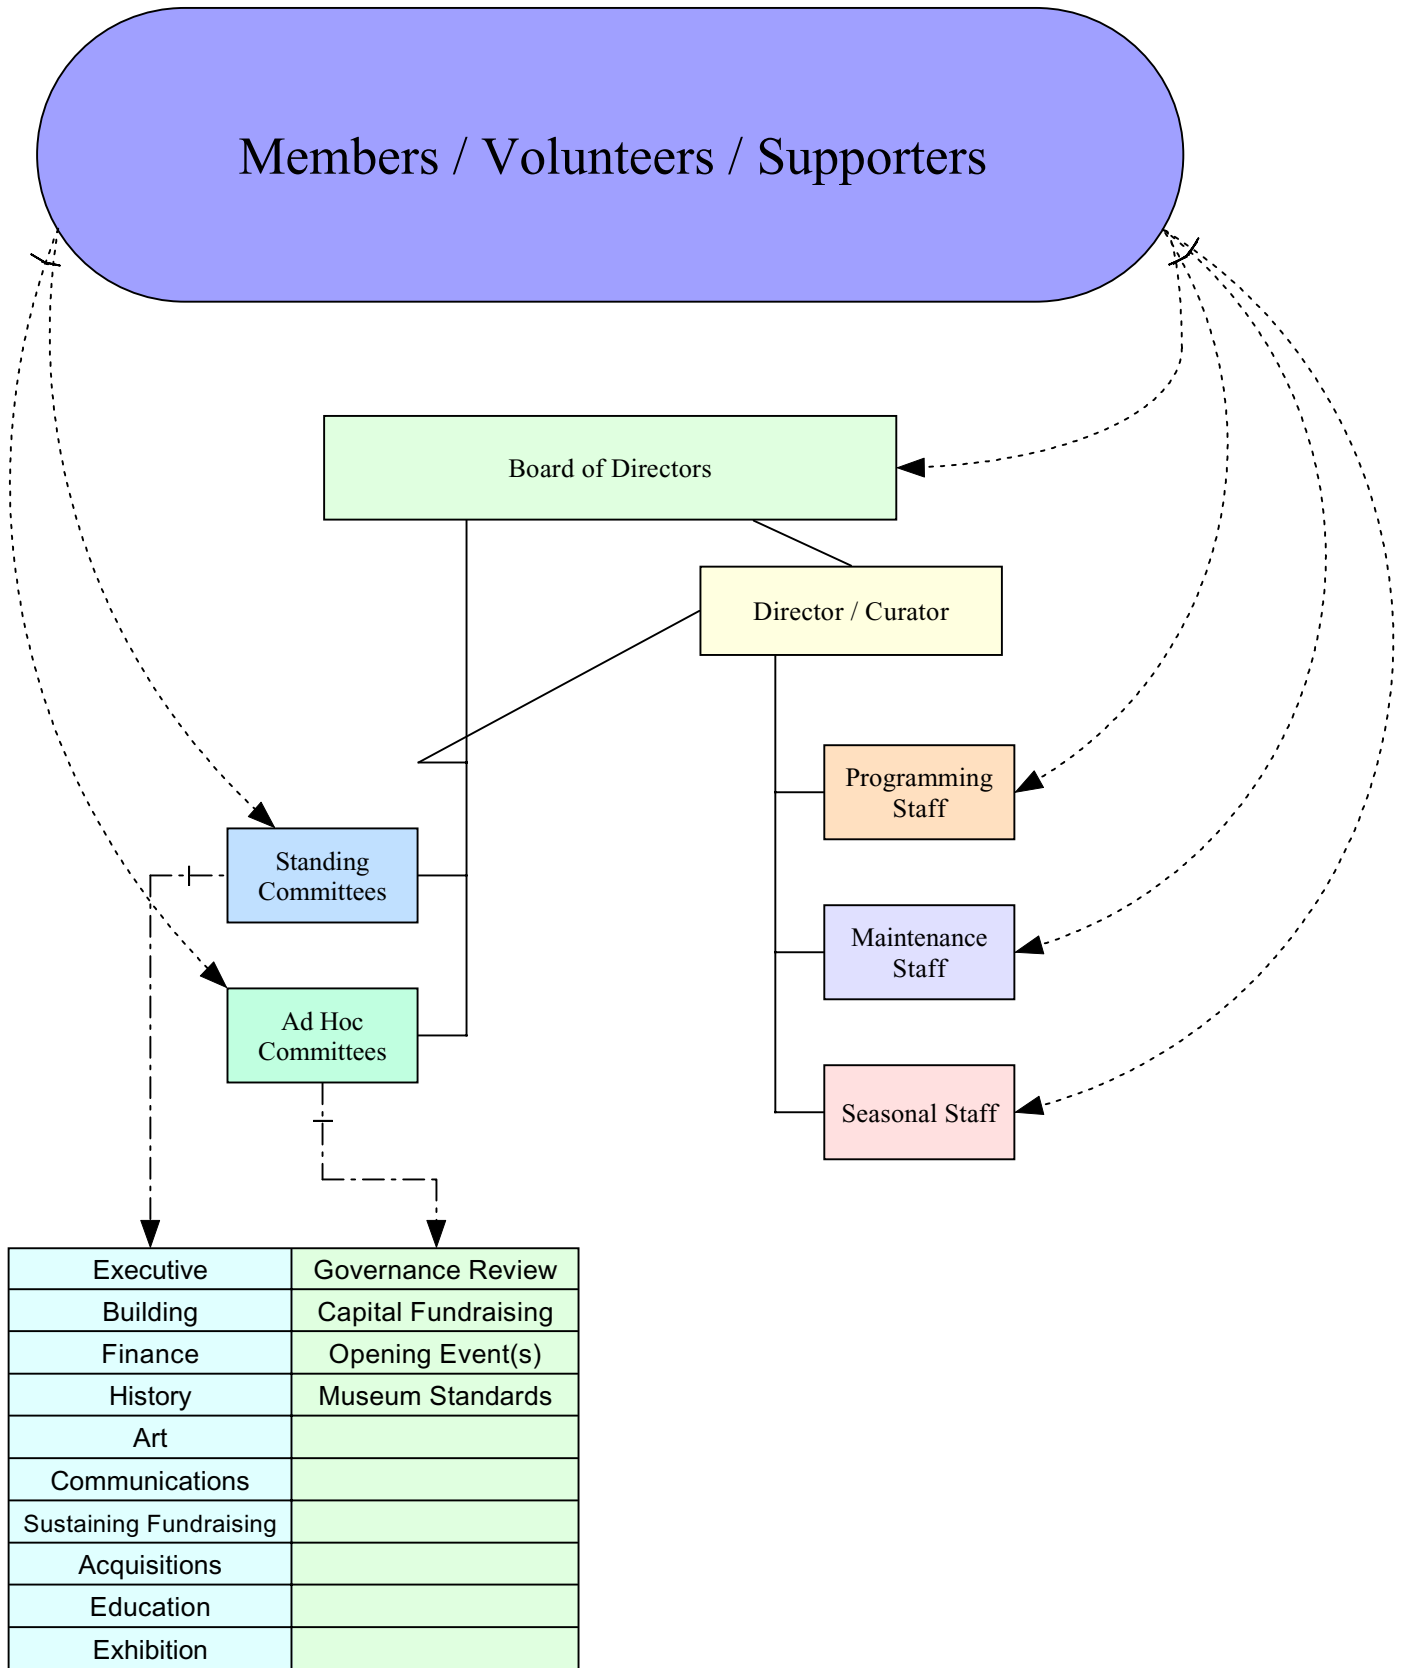 Members / Volunteers / Supporters
Board of Directors
Director / Curator
Programming
Staff
Standing
Committees
Maintenance
Staff
Ad Hoc
Committees
Seasonal Staff
Executive
Governance Review
Building
Capital Fundraising
Finance
Opening Event(s)
History
Museum Standards
Art
Communications
Sustaining Fundraising
Acquisitions
Education
Exhibition